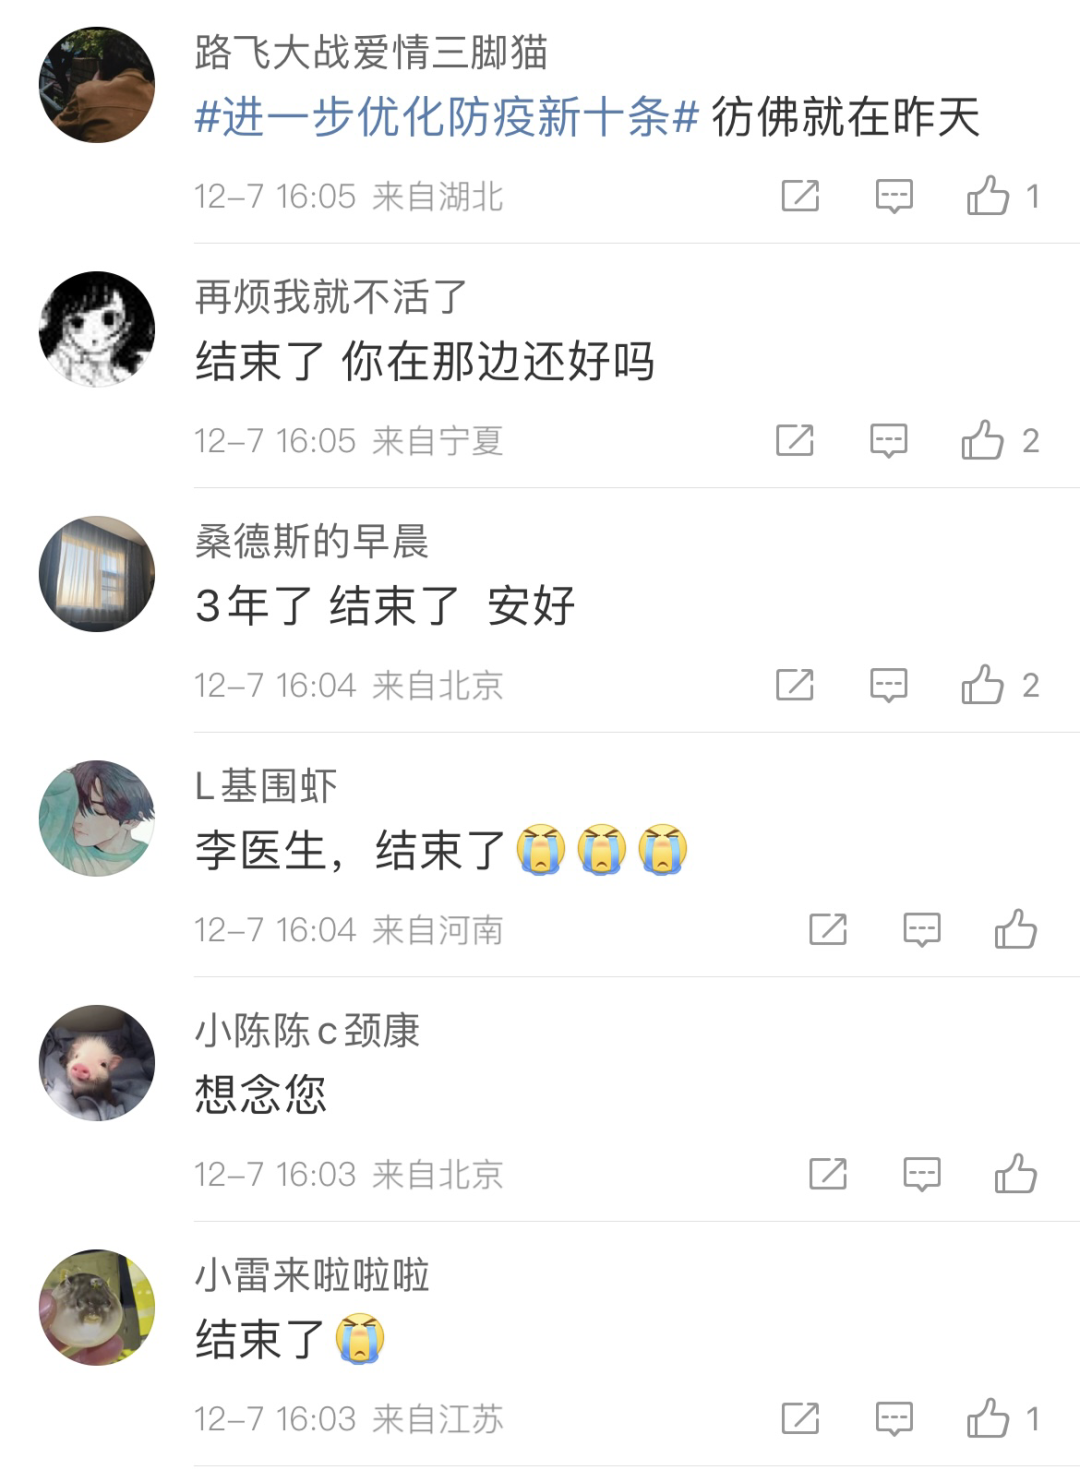 路飞大战爱情三脚猫
#进一步优化防疫新十条# 彷佛就在昨天
12-7 16:05 来自湖北
1
再烦我就不活了
结束了 你在那边还好吗
12-7 16:05 来自宁夏
2
桑德斯的早晨
3年了 结束了 安好
12-7 16:04 来自北京
2
L基围虾
李医生，结束了😭😭😭
12-7 16:04 来自河南
小陈陈c颈康
想念您
12-7 16:03 来自北京
小雷来啦啦啦
结束了😭
12-7 16:03 来自江苏
1